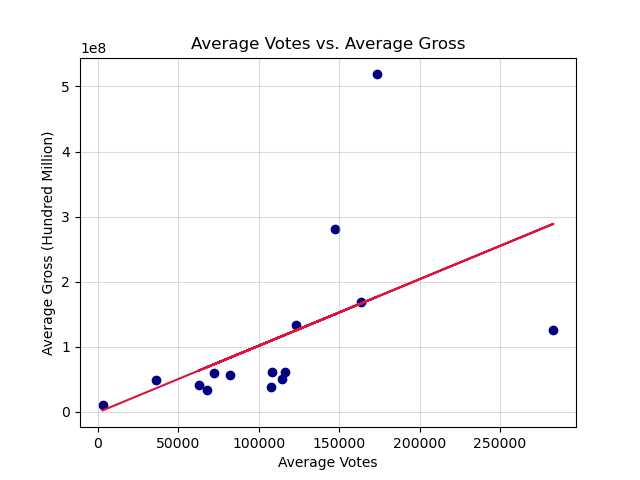 Average Votes vs. Average Gross
1e8
5
4
3
2
1
0
Average Gross (Hundred Million)
0 50000 100000 150000 200000 250000
Average Votes